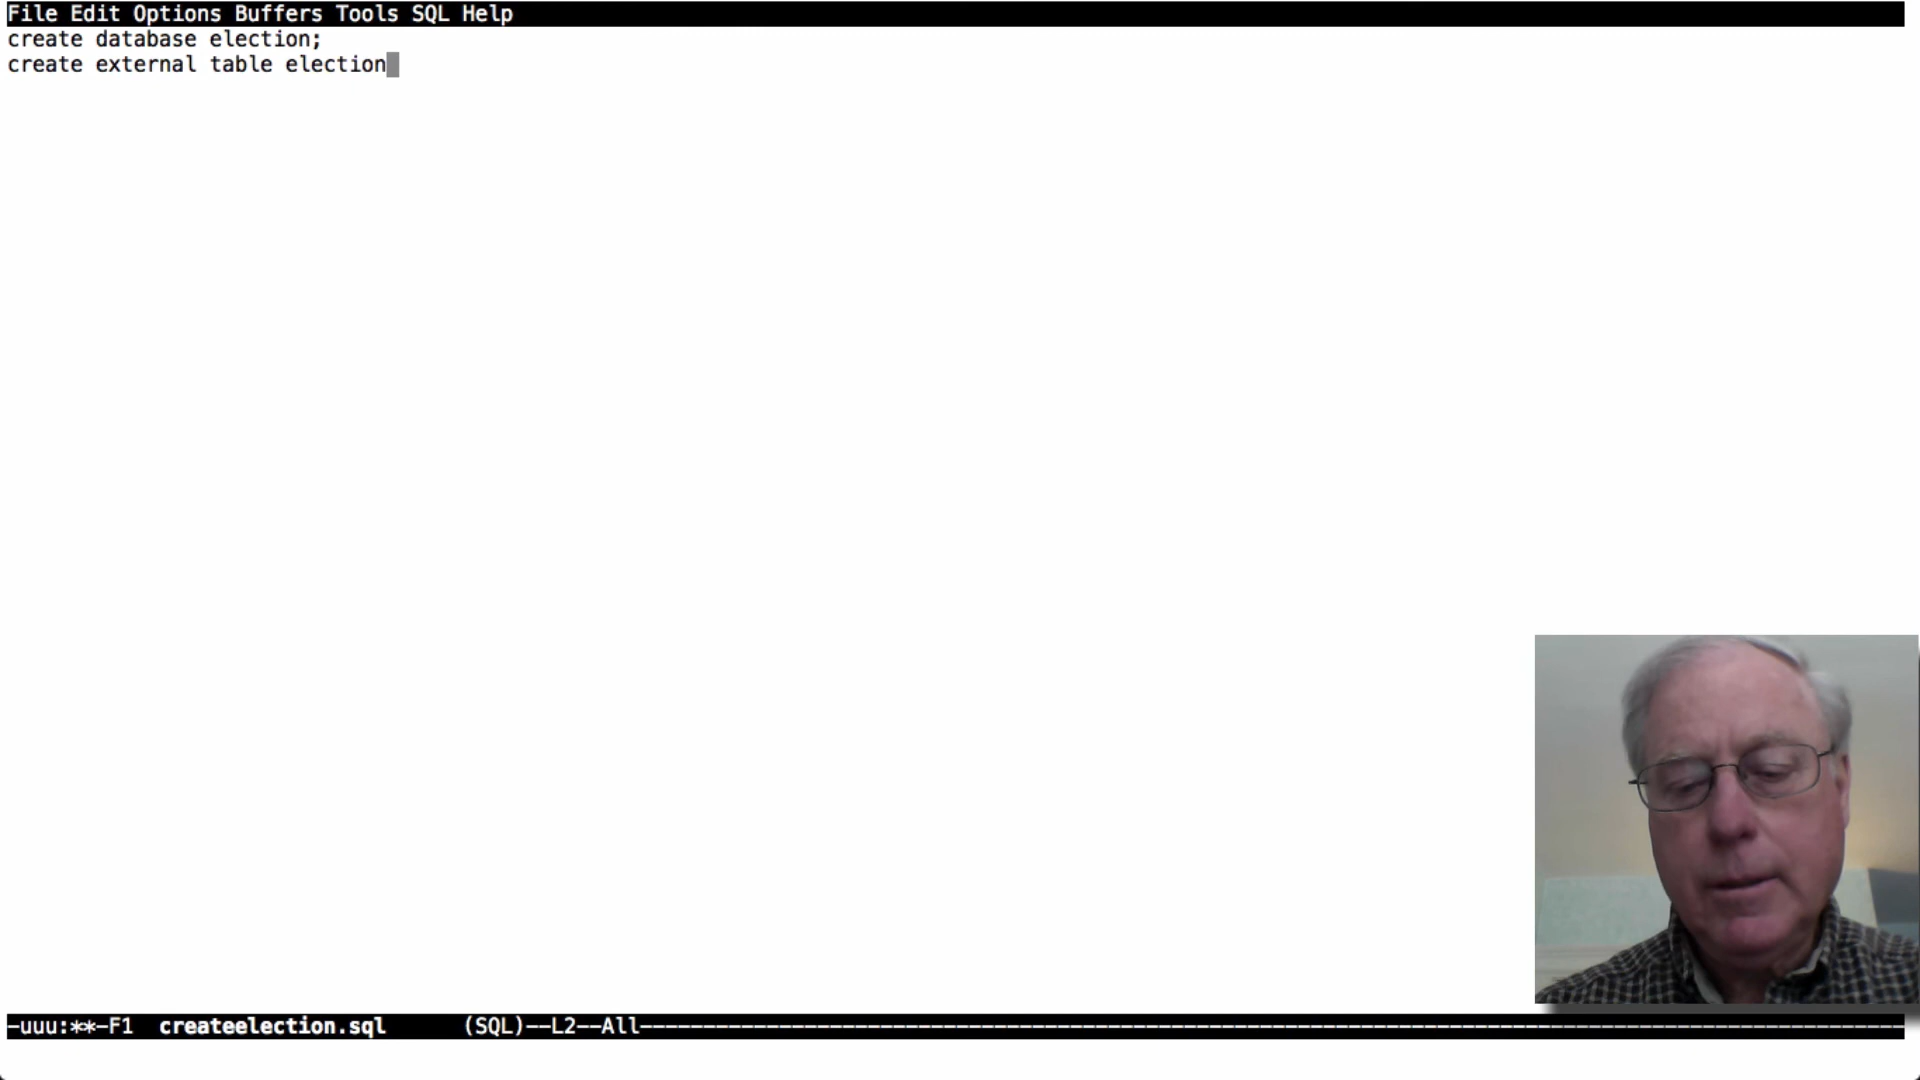 File Edit Options Buffers Tools SQL Help
create database election;
create external table election
-uuu:**-F1  createelection.sql      (SQL)--L2--All--------------------------------------------------------------------------------